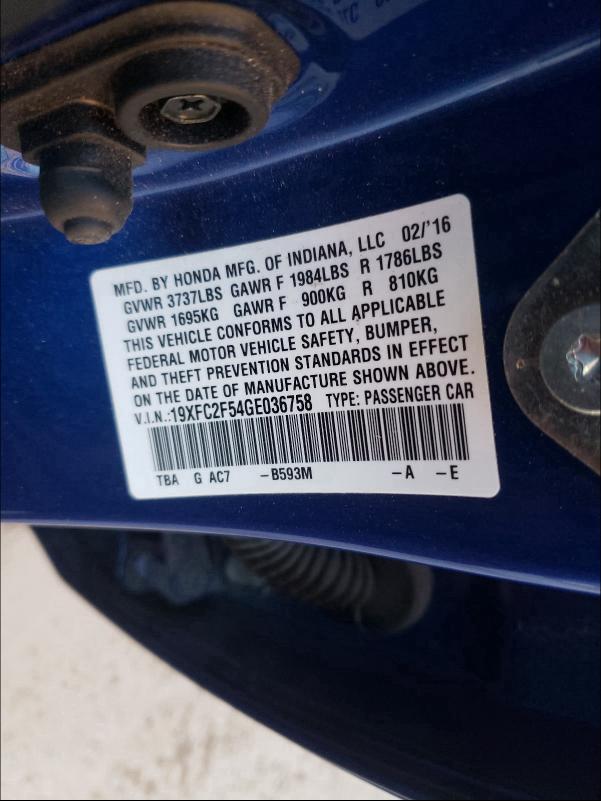 MFD. BY HONDA MFG. OF INDIANA, LLC 02/'16
GVWR 3737LBS GAWR F 1984LBS R 1786LBS
GVWR 1695KG GAWR F 900KG R 810KG
THIS VEHICLE CONFORMS TO ALL APPLICABLE
FEDERAL MOTOR VEHICLE SAFETY, BUMPER,
AND THEFT PREVENTION STANDARDS IN EFFECT
ON THE DATE OF MANUFACTURE SHOWN ABOVE.
V.I.N.:19XFC2F54GE036758 TYPE: PASSENGER CAR
TBA G AC7 -B593M -A -E